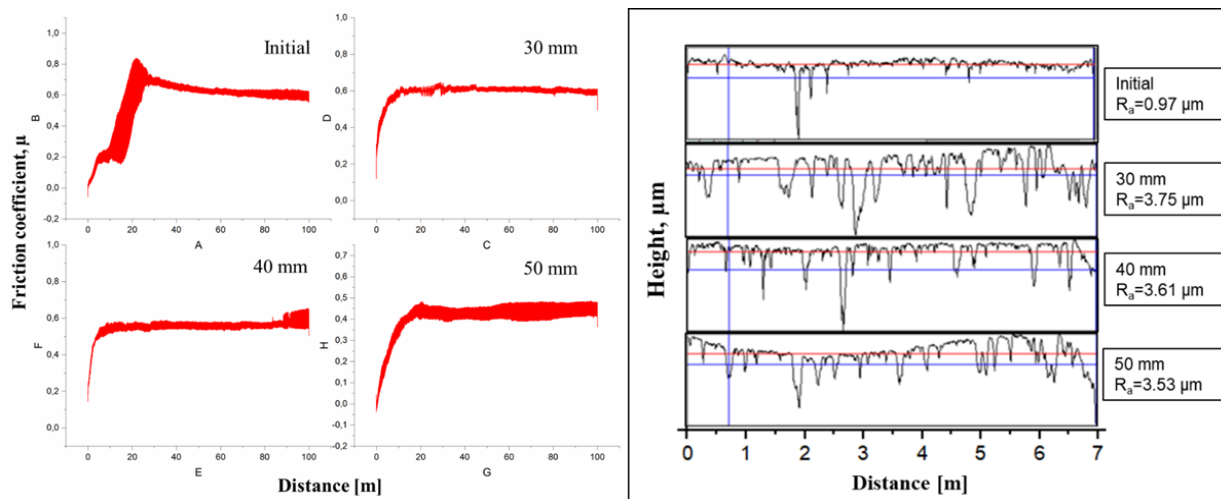 Friction coefficient, µ
1,0
0,8
0,6
0,4
0,2
0,0
-0,2
B
Initial
0
20
40
60
80
100
A
1,0
0,8
0,6
0,4
0,2
0,0
D
30 mm
0
20
40
60
80
100
C
1,0
0,8
0,6
0,4
0,2
0,0
F
40 mm
0
20
40
60
80
100
E
0,7
0,6
0,5
0,4
0,3
0,2
0,1
0,0
-0,1
-0,2
H
50 mm
0
20
40
60
80
100
G
Distance [m]
Height, µm
Initial
Ra=0.97 µm
30 mm
Ra=3.75 µm
40 mm
Ra=3.61 µm
50 mm
Ra=3.53 µm
0 1 2 3 4 5 6 7
Distance [m]